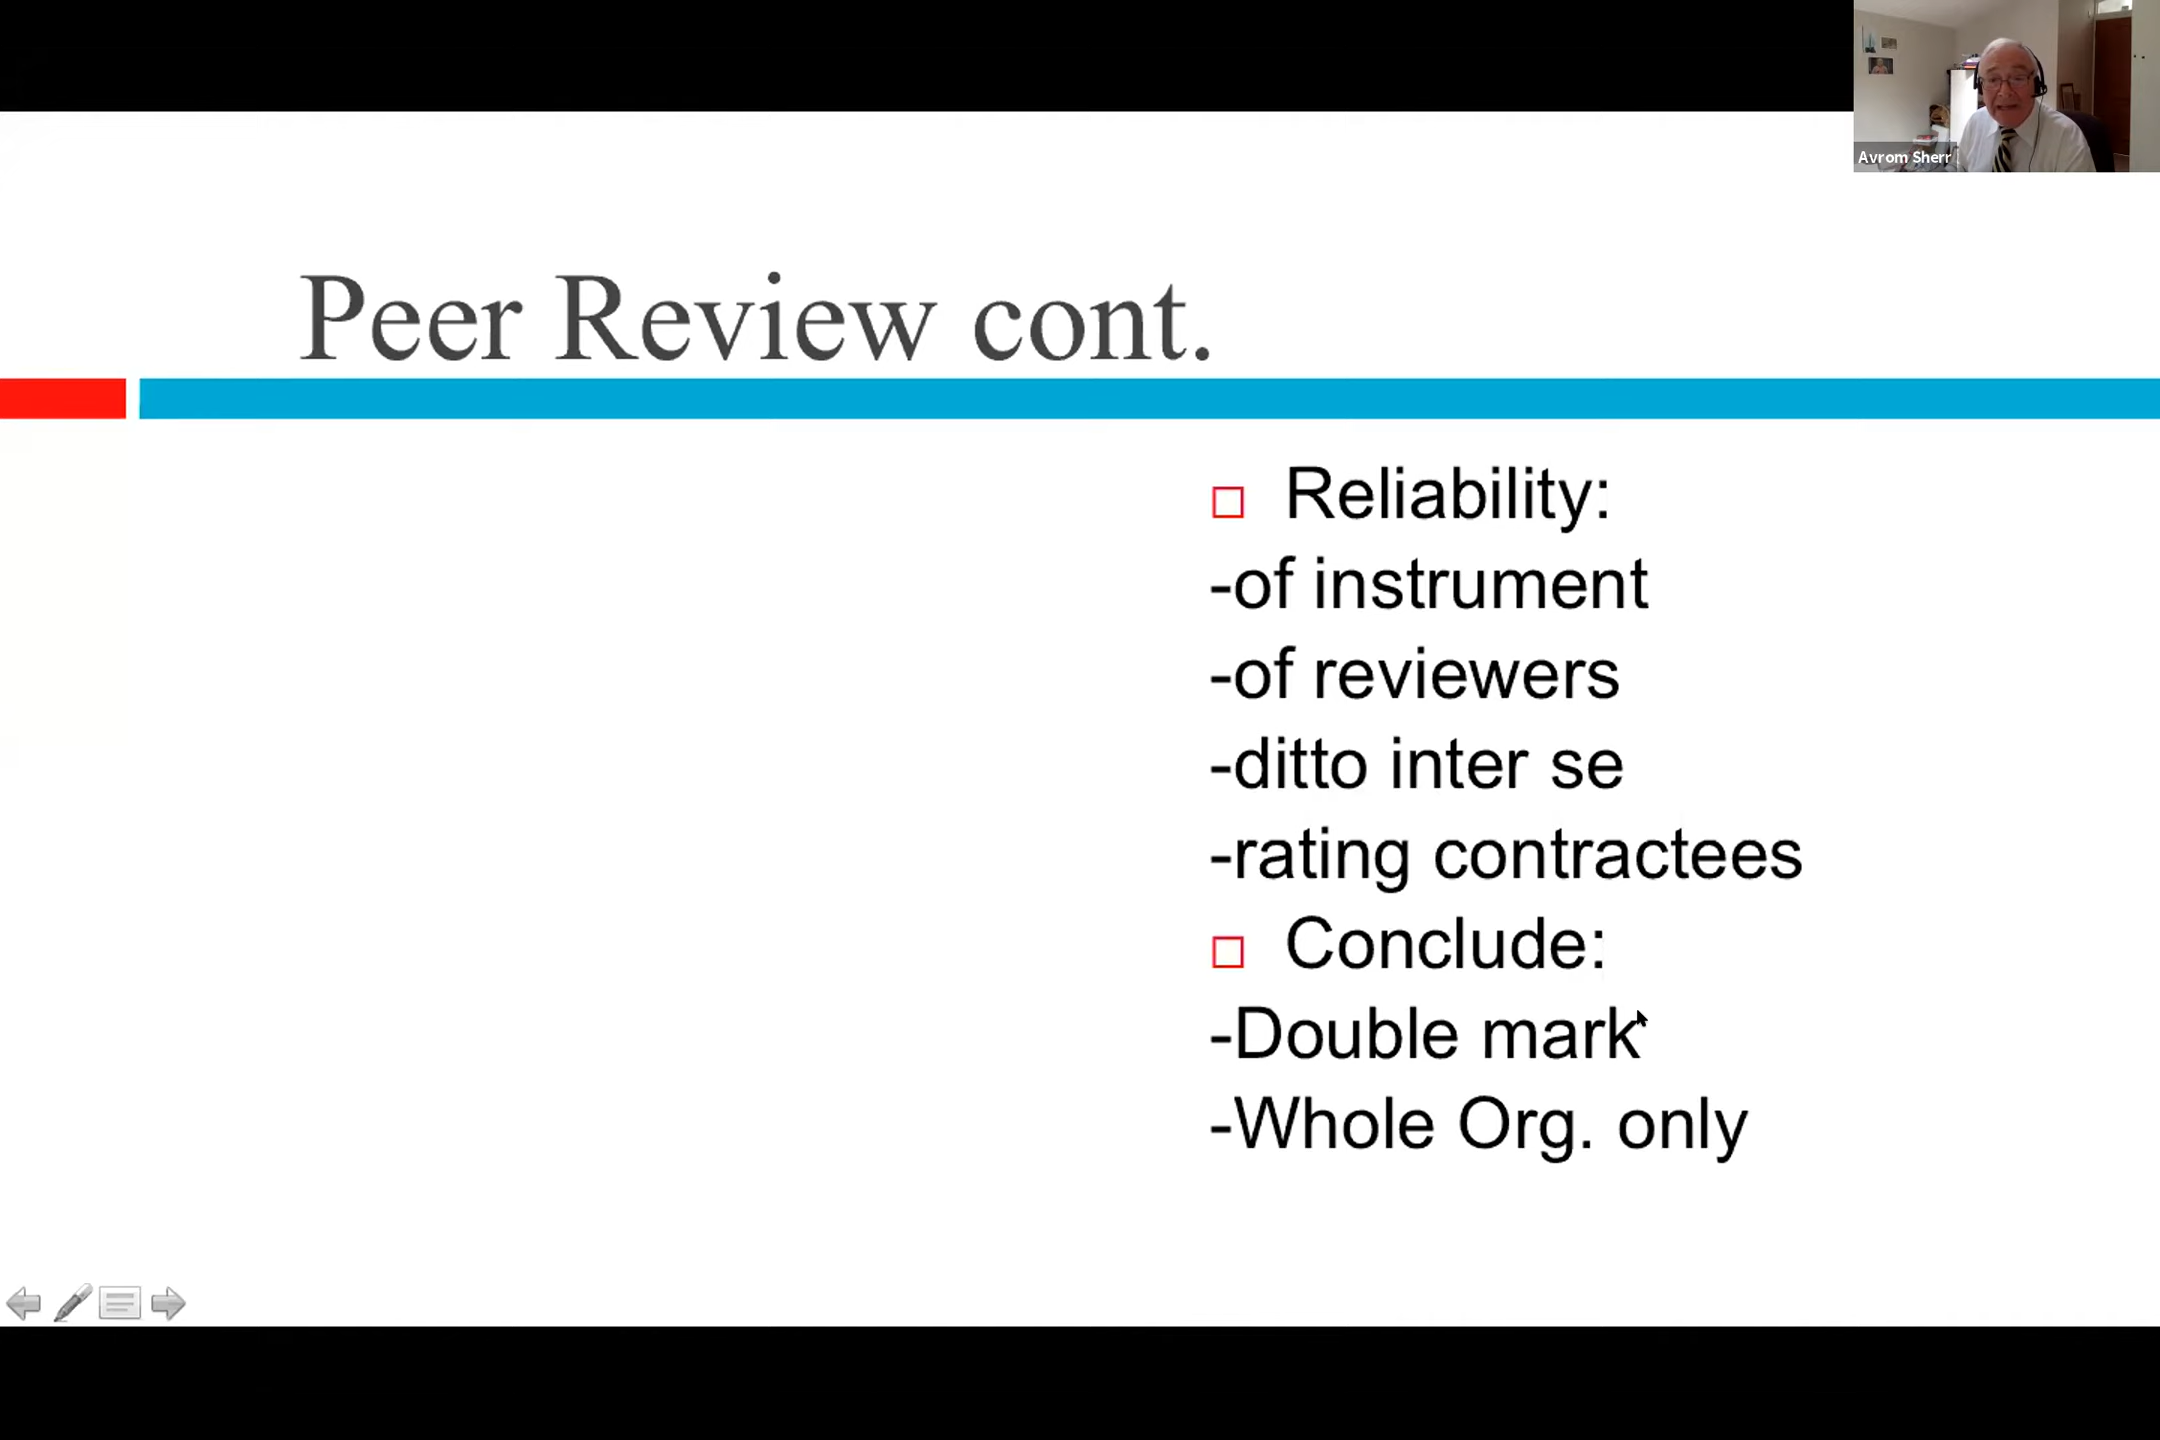 Avrom Sherr
Peer Review cont.
Reliability:
-of instrument
-of reviewers
-ditto inter se
-rating contractees
Conclude:
-Double mark
-Whole Org. only